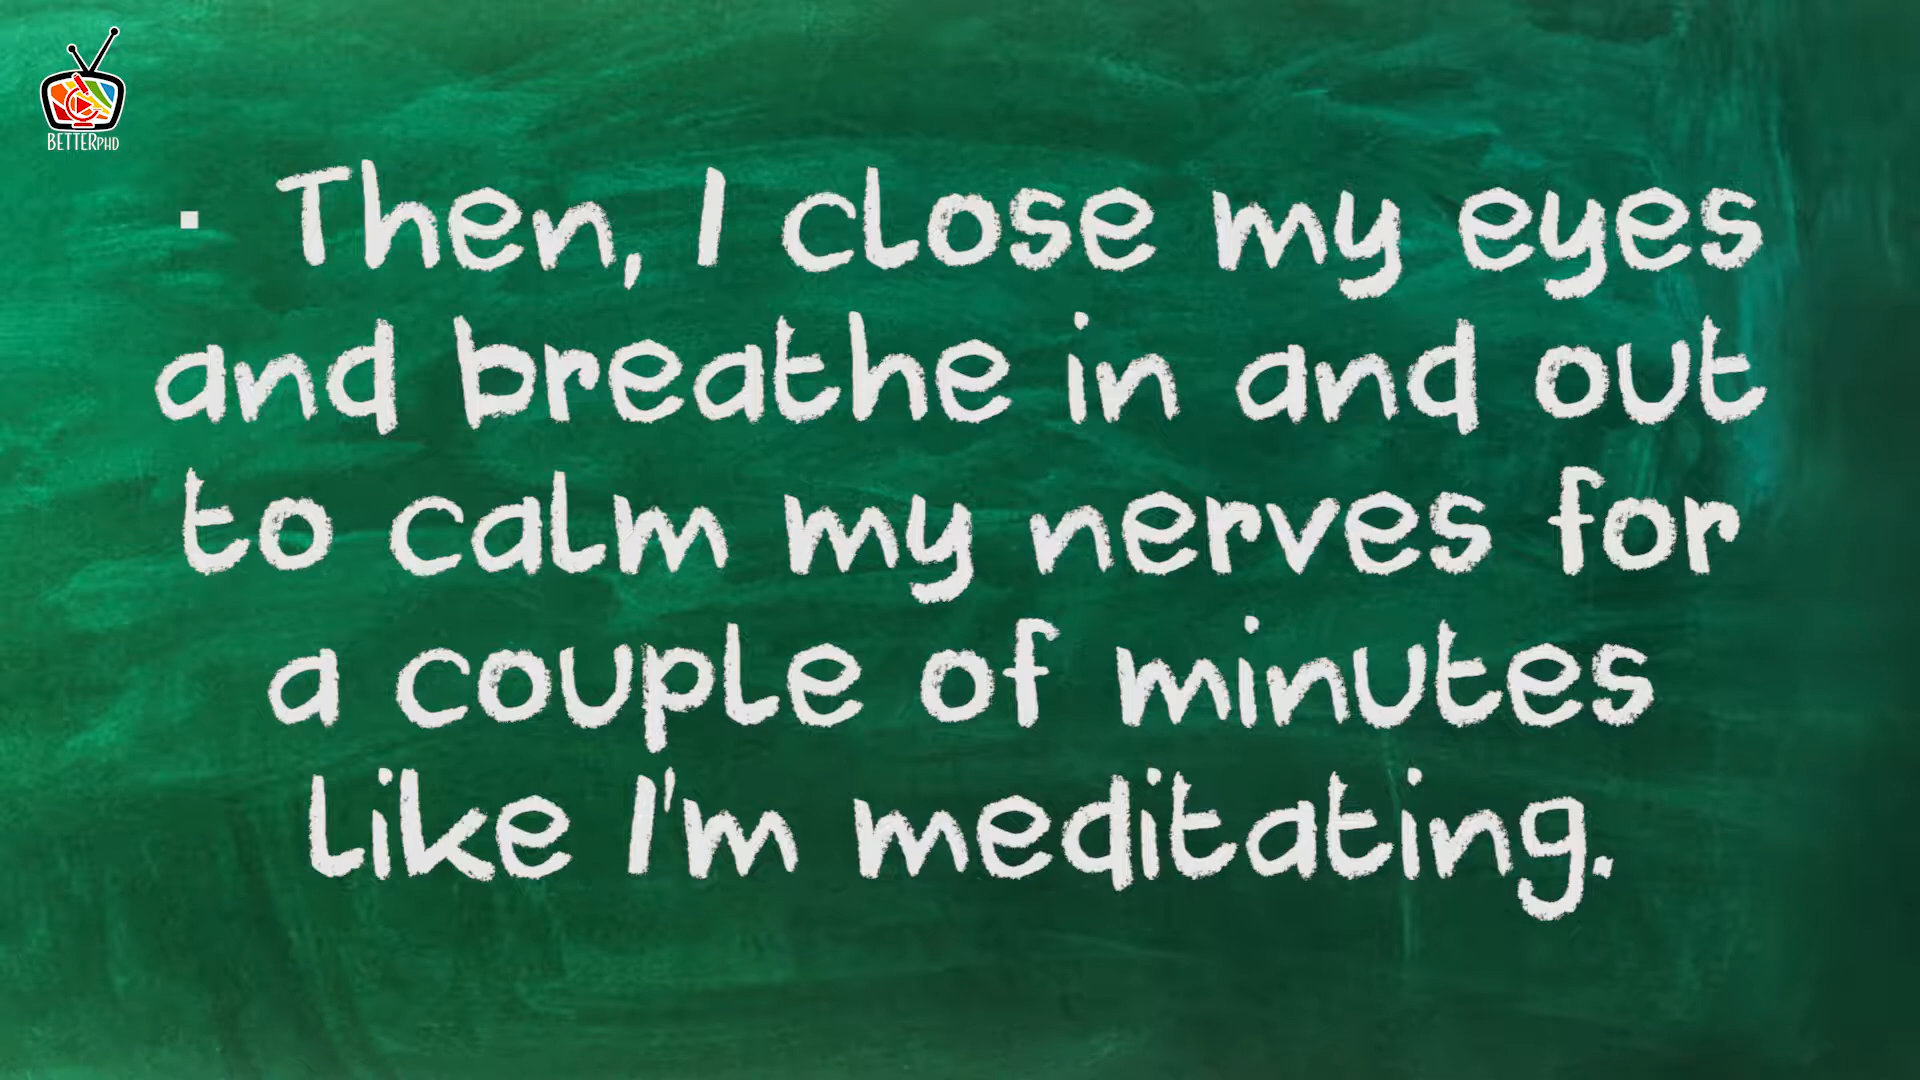 BETTERPHD
▪ Then, I close my eyes
and breathe in and out
to calm my nerves for
a couple of minutes
like I'm meditating.